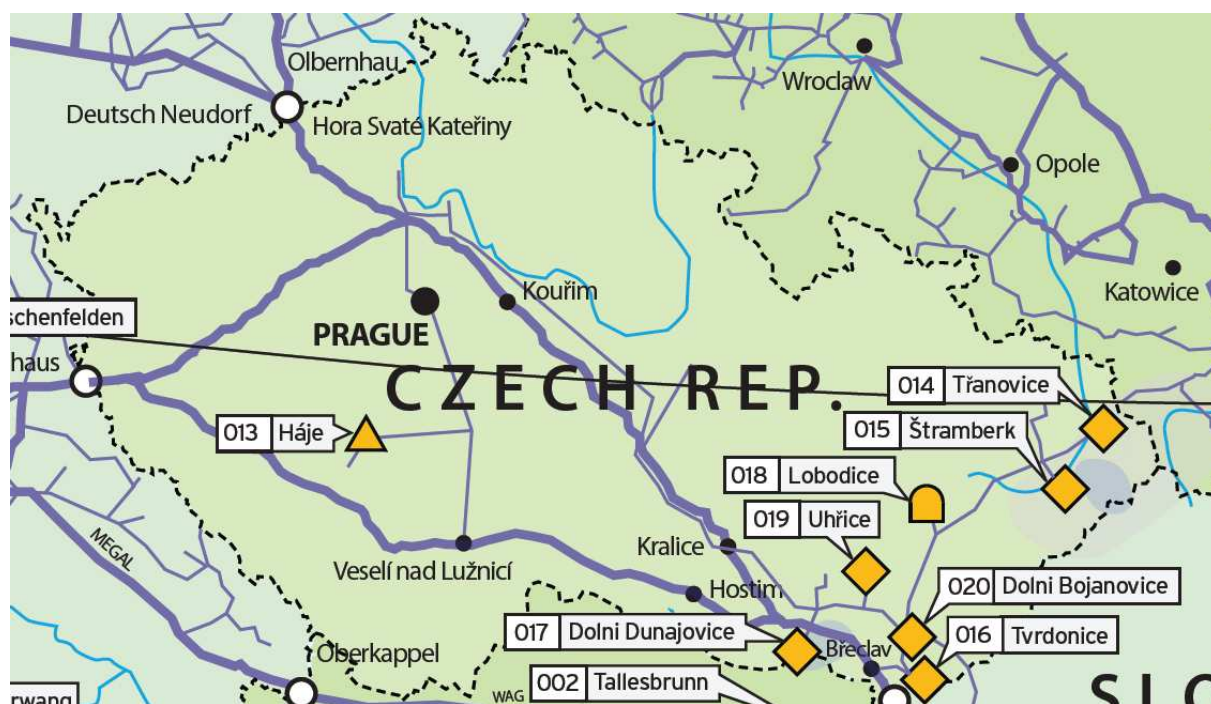 Olbernhau
Wroclaw
Deutsch Neudorf
Hora Svaté Kateřiny
Opole
Katowice
Kouřim
schenfelden
PRAGUE
haus
CZECH REP.
014 Třanovice
015 Štramberk
013 Háje
018 Lobodice
019 Uhřice
MEGAL
Kralice
Veselí nad Lužnicí
Hostim
020 Dolni Bojanovice
017 Dolni Dunajovice
016 Tvrdonice
Břeclav
Oberkappel
002 Tallesbrunn
WAG
erwang
SLO